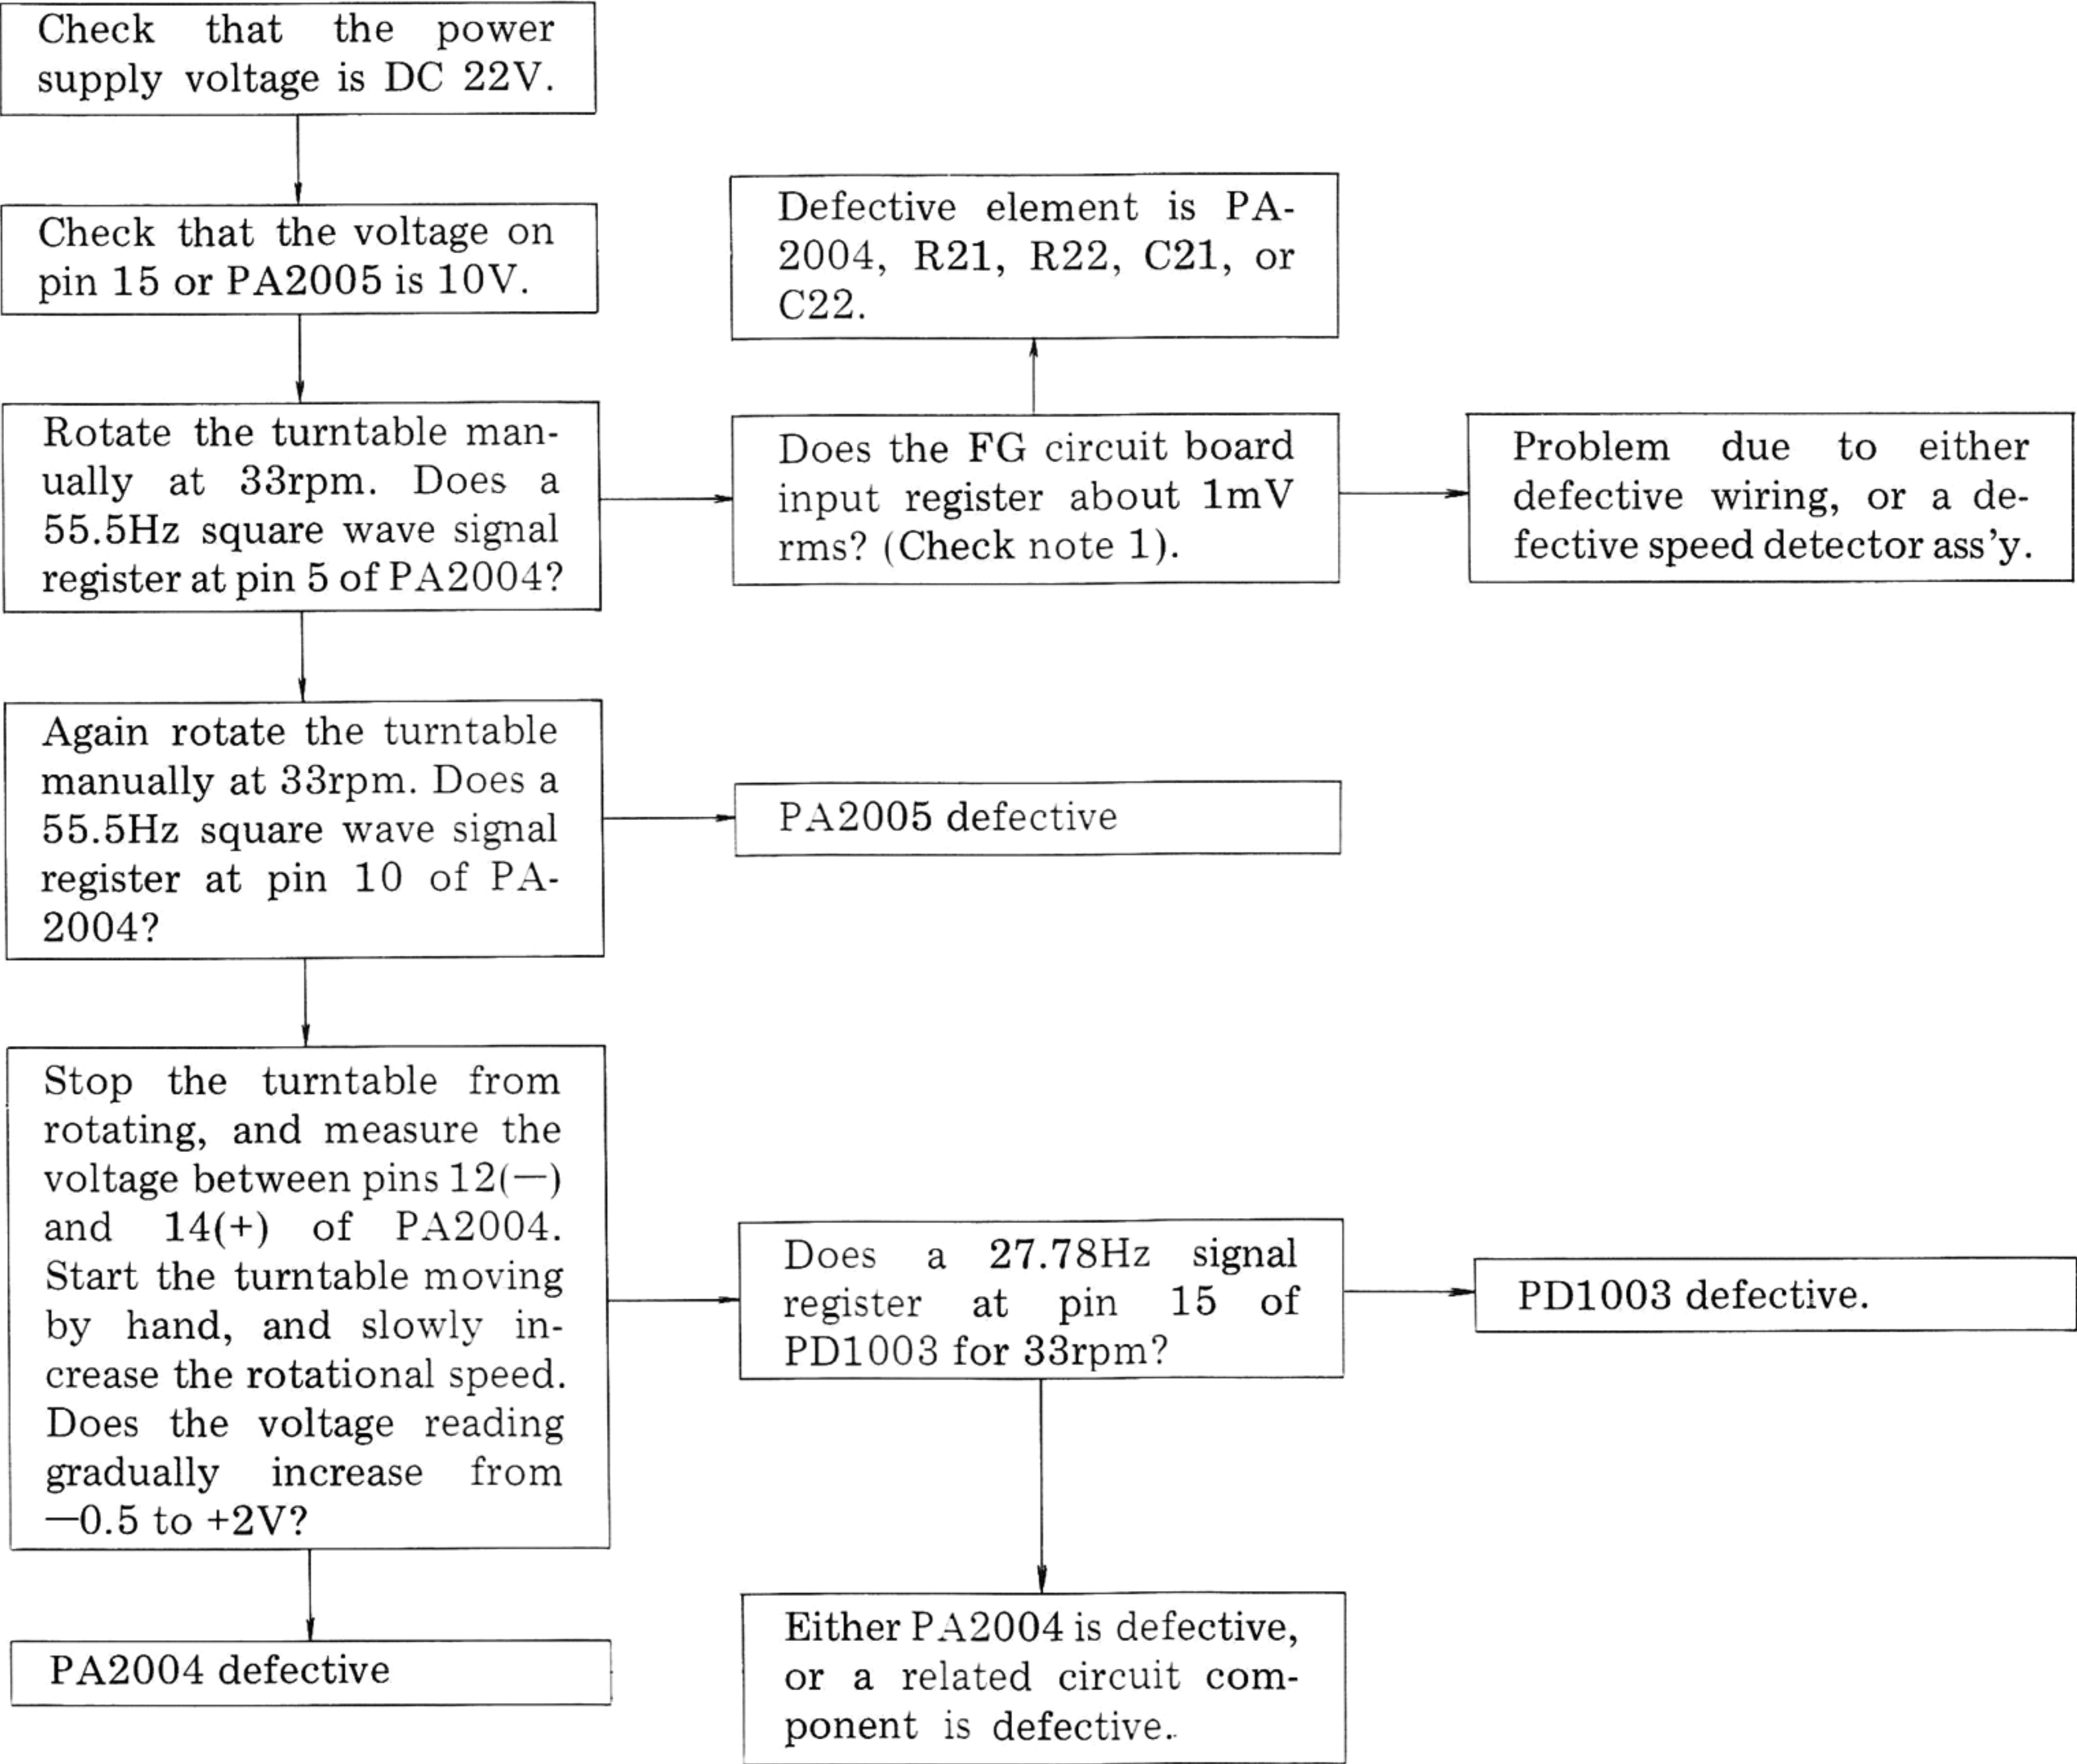 Check that the power
supply voltage is DC 22V.
Check that the voltage on
pin 15 or PA2005 is 10V.
Defective element is PA-
2004, R21, R22, C21, or
C22.
Rotate the turntable man-
ually at 33rpm. Does a
55.5Hz square wave signal
register at pin 5 of PA2004?
Does the FG circuit board
input register about 1mV
rms? (Check note 1).
Problem due to either
defective wiring, or a de-
fective speed detector ass'y.
Again rotate the turntable
manually at 33rpm. Does a
55.5Hz square wave signal
register at pin 10 of PA-
2004?
PA2005 defective
Stop the turntable from
rotating, and measure the
voltage between pins 12(—)
and 14(+) of PA2004.
Start the turntable moving
by hand, and slowly in-
crease the rotational speed.
Does the voltage reading
gradually increase from
—0.5 to +2V?
Does a 27.78Hz signal
register at pin 15 of
PD1003 for 33rpm?
PD1003 defective.
PA2004 defective
Either PA2004 is defective,
or a related circuit com-
ponent is defective.